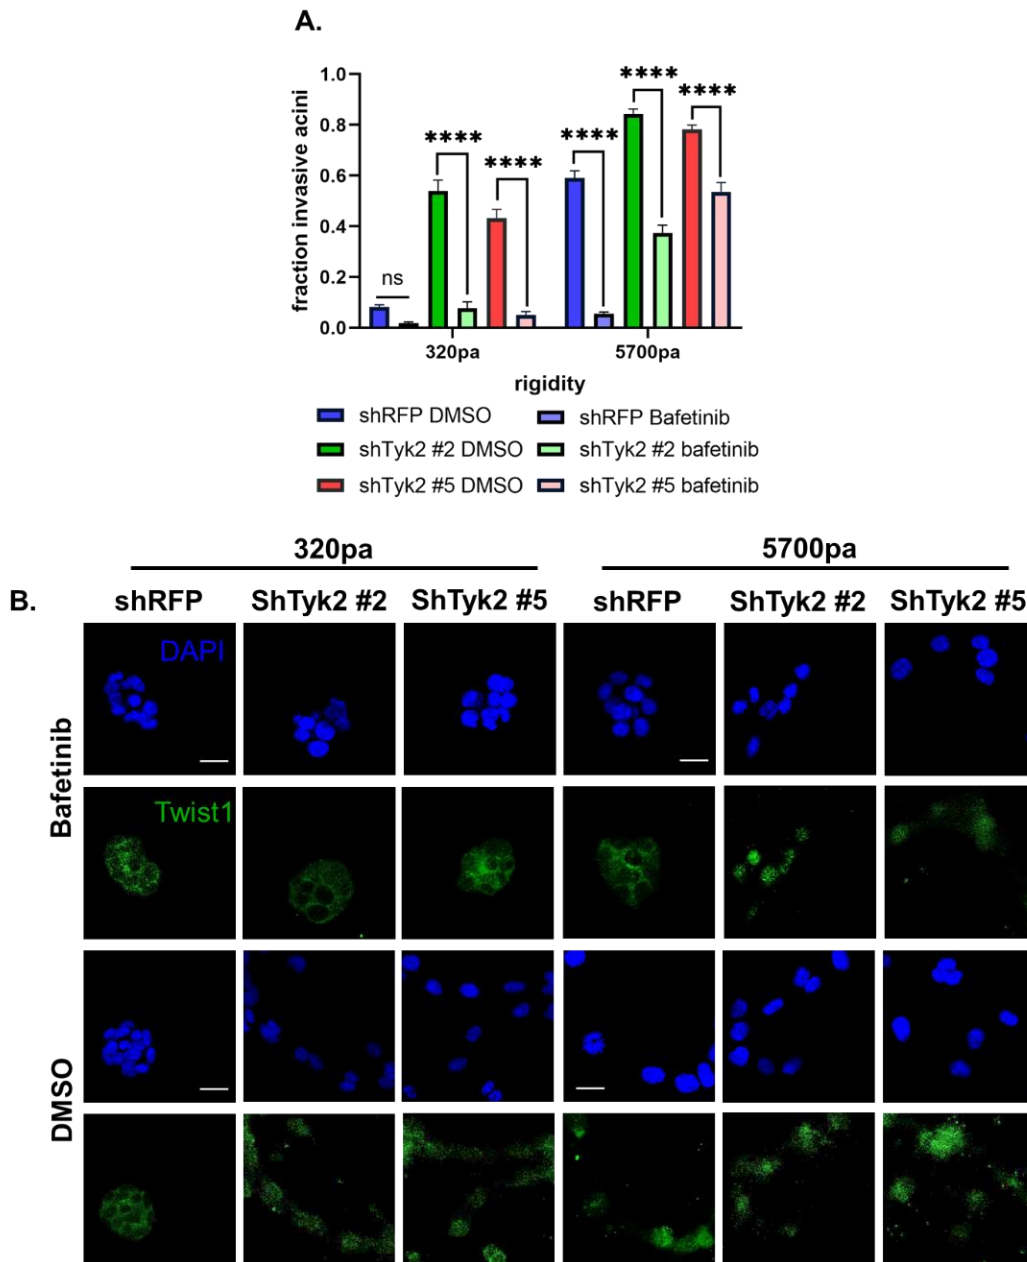 A.
fraction invasive acini
1.0
0.8
0.6
0.4
0.2
0.0
ns
****
****
****
****
****
320pa
5700pa
rigidity
shRFP DMSO
shRFP Bafetinib
shTyk2 #2 DMSO
shTyk2 #2 bafetinib
shTyk2 #5 DMSO
shTyk2 #5 bafetinib
320pa
5700pa
B.
shRFP
ShTyk2 #2
ShTyk2 #5
shRFP
ShTyk2 #2
ShTyk2 #5
Bafetinib
DAPI
Twist1
DMSO